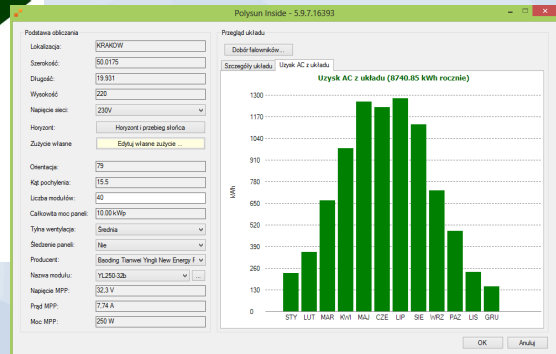 Polysun Inside - 5.9.7.16393
Podstawa obliczania
Lokalizacja: KRAKOW
Szerokość: 50.0175
Długość: 19.931
Wysokość 220
Napięcie sieci: 230V
Horyzont: Horyzont i przebieg słońca
Zużycie własne Edytuj własne zużycie ...
Orientacja: 79
Kąt pochylenia: 15.5
Liczba modułów: 40
Całkowita moc paneli: 10.00 kWp
Tylna wentylacja: Średnia
Śledzenie paneli: Nie
Producent: Baoding Tianwei Yingli New Energy F
Nazwa modułu: YL250-32b ...
Napięcie MPP: 32,3 V
Prąd MPP: 7,74 A
Moc MPP: 250 W
Przegląd układu
Dobór falowników...
Szczegóły układu Uzysk AC z układu
Uzysk AC z układu (8740.85 kWh rocznie)
kWh
1300
1170
1040
910
780
650
520
390
260
130
0
STY LUT MAR KWI MAJ CZE LIP SIE WRZ PAŹ LIS GRU
OK Anuluj